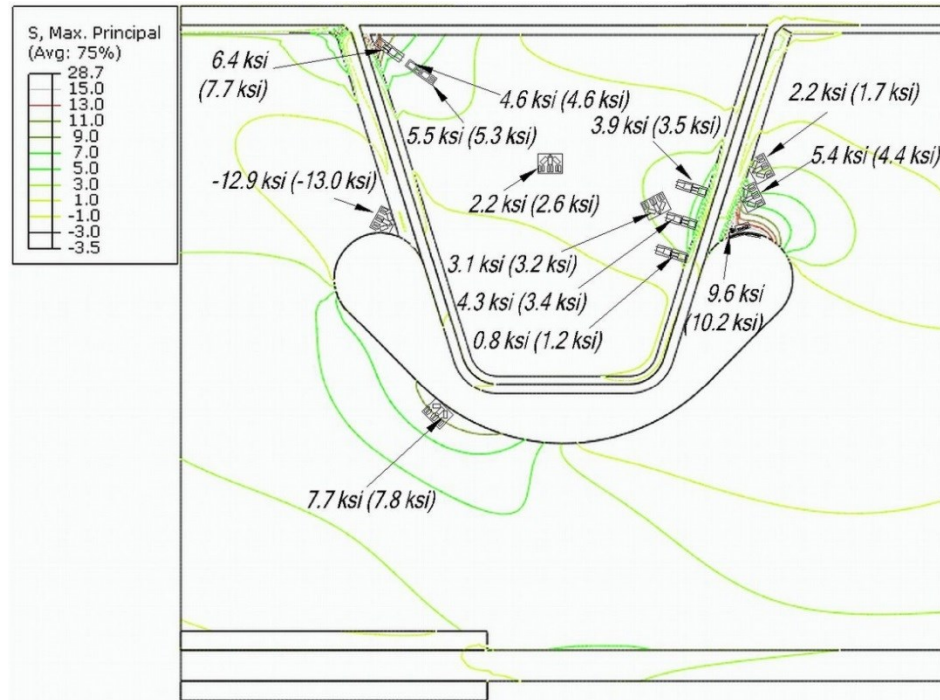 S, Max. Principal
(Avg: 75%)
28.7
15.0
13.0
11.0
9.0
7.0
5.0
3.0
1.0
-1.0
-3.0
-3.5
6.4 ksi
(7.7 ksi)
4.6 ksi (4.6 ksi)
5.5 ksi (5.3 ksi)
2.2 ksi (1.7 ksi)
3.9 ksi (3.5 ksi)
5.4 ksi (4.4 ksi)
-12.9 ksi (-13.0 ksi)
2.2 ksi (2.6 ksi)
3.1 ksi (3.2 ksi)
4.3 ksi (3.4 ksi)
0.8 ksi (1.2 ksi)
9.6 ksi
(10.2 ksi)
7.7 ksi (7.8 ksi)